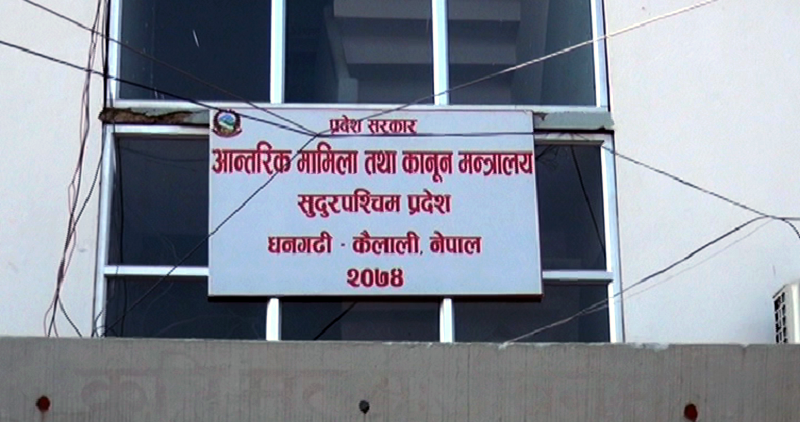 प्रदेश सरकार
आन्तरिक मामिला तथा कानून मन्त्रालय
सुदुरपश्चिम प्रदेश
धनगढी - कैलाली, नेपाल
२०७४